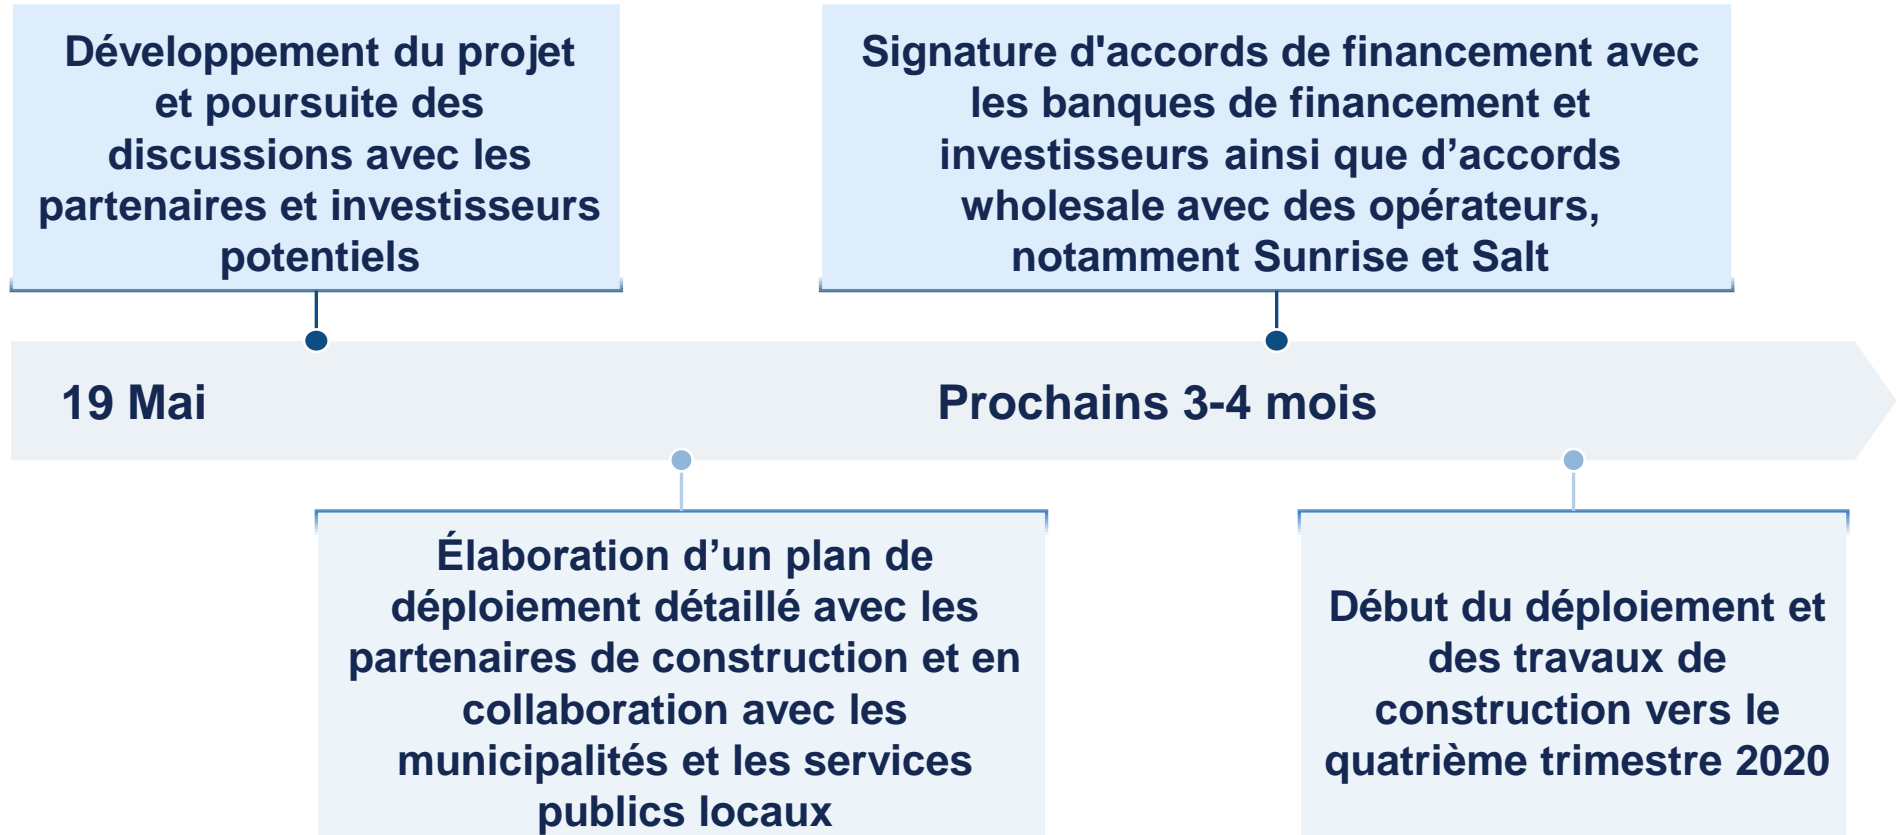 Développement du projet
et poursuite des
discussions avec les
partenaires et investisseurs
potentiels
Signature d'accords de financement avec
les banques de financement et
investisseurs ainsi que d’accords
wholesale avec des opérateurs,
notamment Sunrise et Salt
19 Mai
Prochains 3-4 mois
Élaboration d’un plan de
déploiement détaillé avec les
partenaires de construction et en
collaboration avec les
municipalités et les services
publics locaux
Début du déploiement et
des travaux de
construction vers le
quatrième trimestre 2020